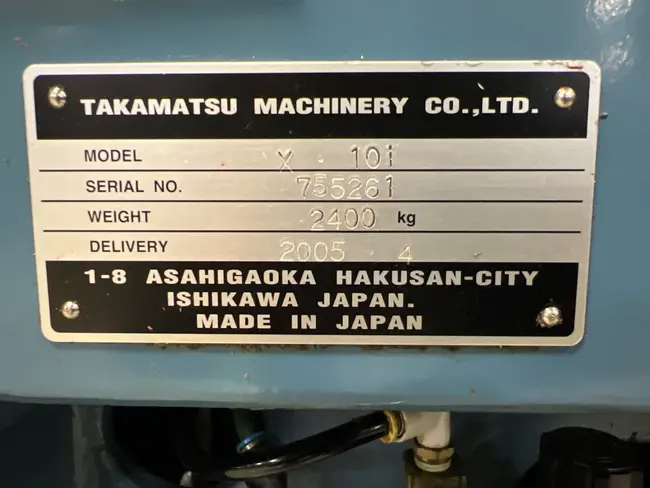 TAKAMATSU MACHINERY CO.,LTD.
MODEL X 10i
SERIAL NO. 755261
WEIGHT 2400 kg
DELIVERY 2005 4
1-8 ASAHIGAOKA HAKUSAN-CITY
ISHIKAWA JAPAN.
MADE IN JAPAN